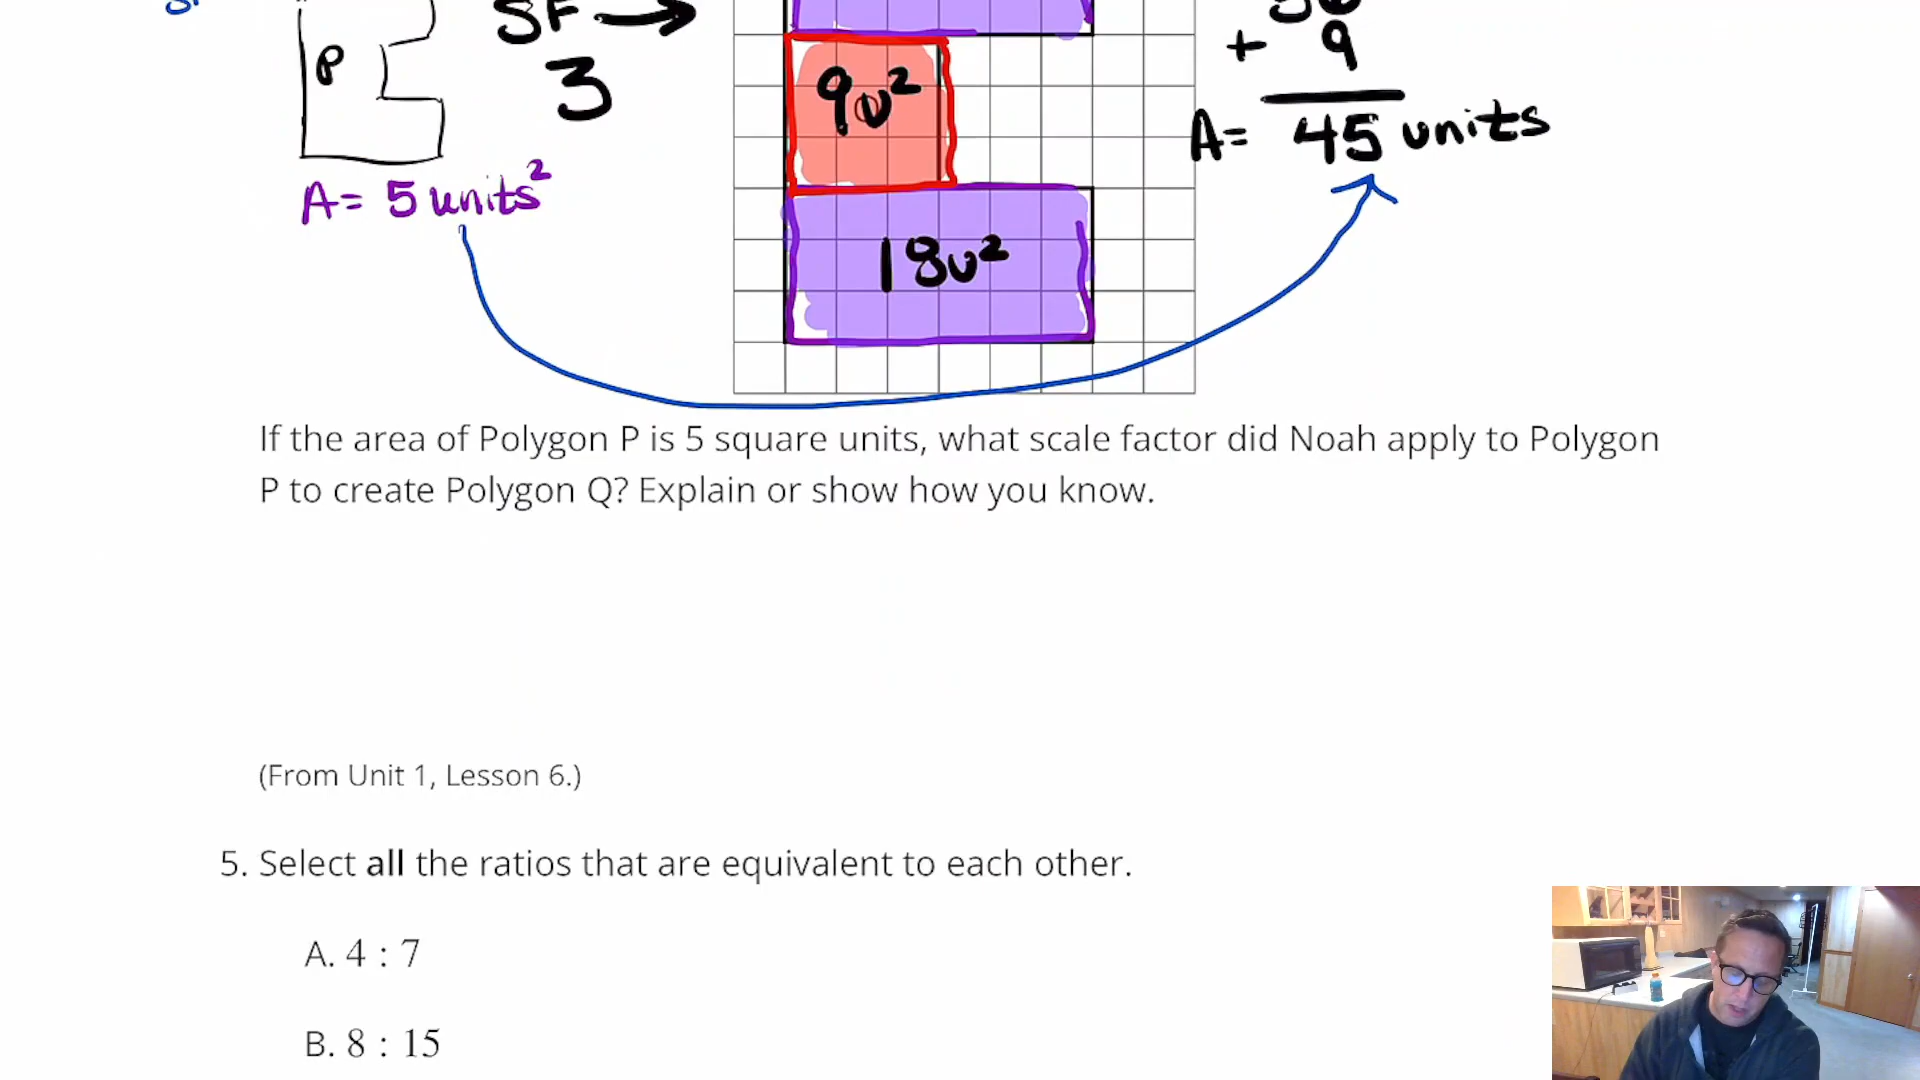 SF →
3
P
A= 5 units²
9u²
18u²
+ 9
A= 45 units
If the area of Polygon P is 5 square units, what scale factor did Noah apply to Polygon
P to create Polygon Q? Explain or show how you know.
(From Unit 1, Lesson 6.)
5. Select all the ratios that are equivalent to each other.
A. 4 : 7
B. 8 : 15